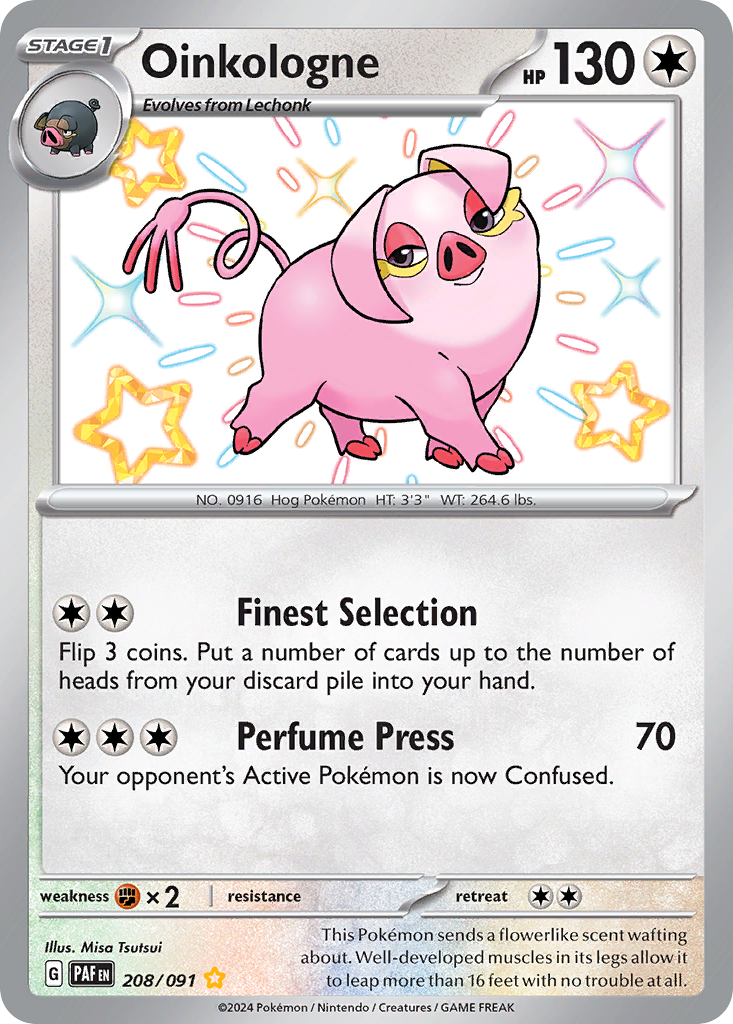 STAGE 1
Oinkologne
HP 130
Evolves from Lechonk
NO. 0916 Hog Pokémon HT: 3'3" WT: 264.6 lbs.
Finest Selection
Flip 3 coins. Put a number of cards up to the number of
heads from your discard pile into your hand.
Perfume Press 70
Your opponent's Active Pokémon is now Confused.
weakness ×2 resistance retreat
Illus. Misa Tsutsui
G PAF EN 208/091
This Pokémon sends a flowerlike scent wafting
about. Well-developed muscles in its legs allow it
to leap more than 16 feet with no trouble at all.
©2024 Pokémon / Nintendo / Creatures / GAME FREAK